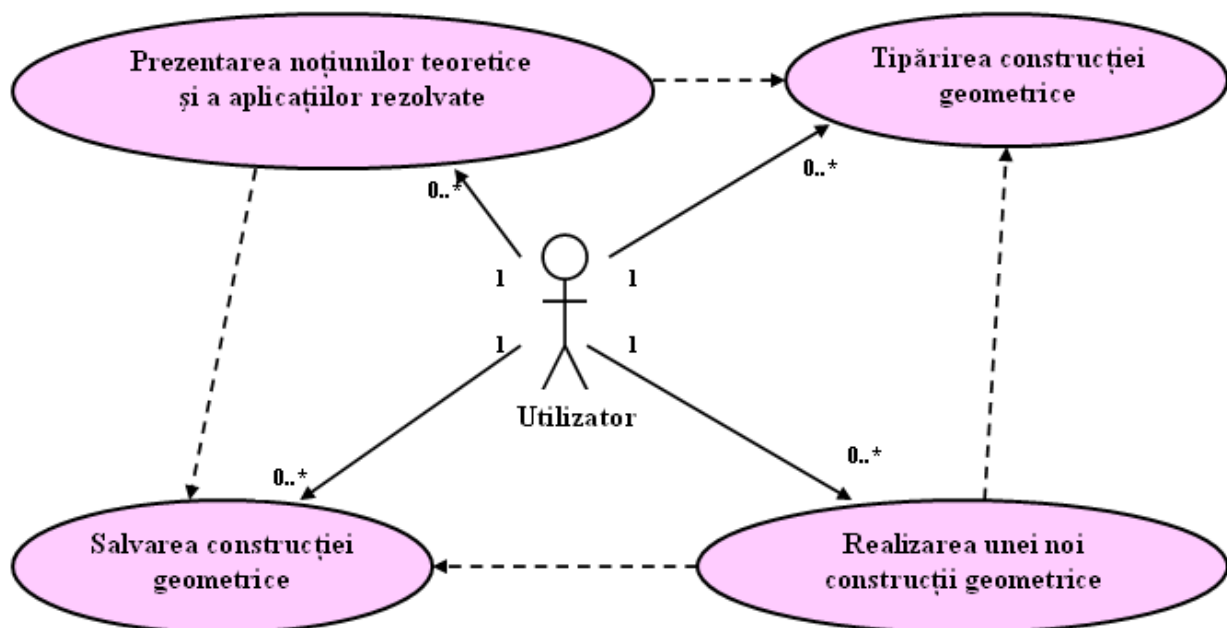 Prezentarea noțiunilor teoretice
și a aplicațiilor rezolvate
Tipărirea construcției
geometrice
0..*
0..*
1
1
1
1
Utilizator
0..*
0..*
Salvarea construcției
geometrice
Realizarea unei noi
construcții geometrice